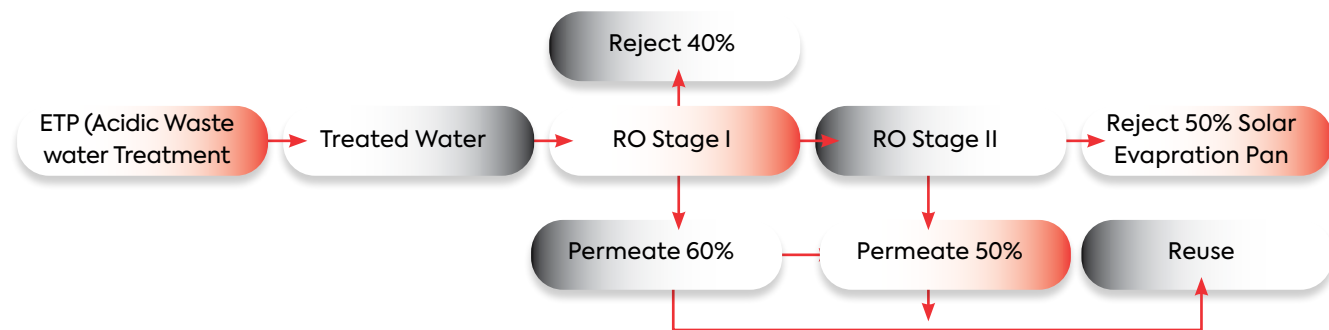 Reject 40%
ETP (Acidic Waste
water Treatment
Treated Water
RO Stage I
RO Stage II
Reject 50% Solar
Evapration Pan
Permeate 60%
Permeate 50%
Reuse